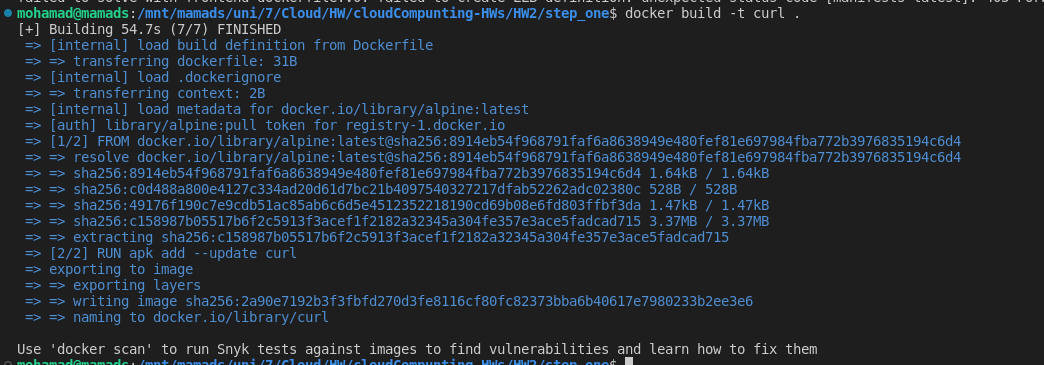 mohamad@mamads:/mnt/mamads/uni/7/Cloud/HW/cloudCompunting-HWs/HW2/step_one$ docker build -t curl .
[+] Building 54.7s (7/7) FINISHED
=> [internal] load build definition from Dockerfile
=> => transferring dockerfile: 31B
=> [internal] load .dockerignore
=> => transferring context: 2B
=> [internal] load metadata for docker.io/library/alpine:latest
=> [auth] library/alpine:pull token for registry-1.docker.io
=> [1/2] FROM docker.io/library/alpine:latest@sha256:8914eb54f968791faf6a8638949e480fef81e697984fba772b3976835194c6d4
=> => resolve docker.io/library/alpine:latest@sha256:8914eb54f968791faf6a8638949e480fef81e697984fba772b3976835194c6d4
=> => sha256:8914eb54f968791faf6a8638949e480fef81e697984fba772b3976835194c6d4 1.64kB / 1.64kB
=> => sha256:c0d488a800e4127c334ad20d61d7bc21b4097540327217dfab52262adc02380c 528B / 528B
=> => sha256:49176f190c7e9cdb51ac85ab6c6d5e4512352218190cd69b08e6fd803ffbf3da 1.47kB / 1.47kB
=> => sha256:c158987b05517b6f2c5913f3acef1f2182a32345a304fe357e3ace5fadcad715 3.37MB / 3.37MB
=> => extracting sha256:c158987b05517b6f2c5913f3acef1f2182a32345a304fe357e3ace5fadcad715
=> [2/2] RUN apk add --update curl
=> exporting to image
=> => exporting layers
=> => writing image sha256:2a90e7192b3f3fbfd270d3fe8116cf80fc82373bba6b40617e7980233b2ee3e6
=> => naming to docker.io/library/curl
Use 'docker scan' to run Snyk tests against images to find vulnerabilities and learn how to fix them
mohamad@mamads:/mnt/mamads/uni/7/Cloud/HW/cloudCompunting-HWs/HW2/step_one$